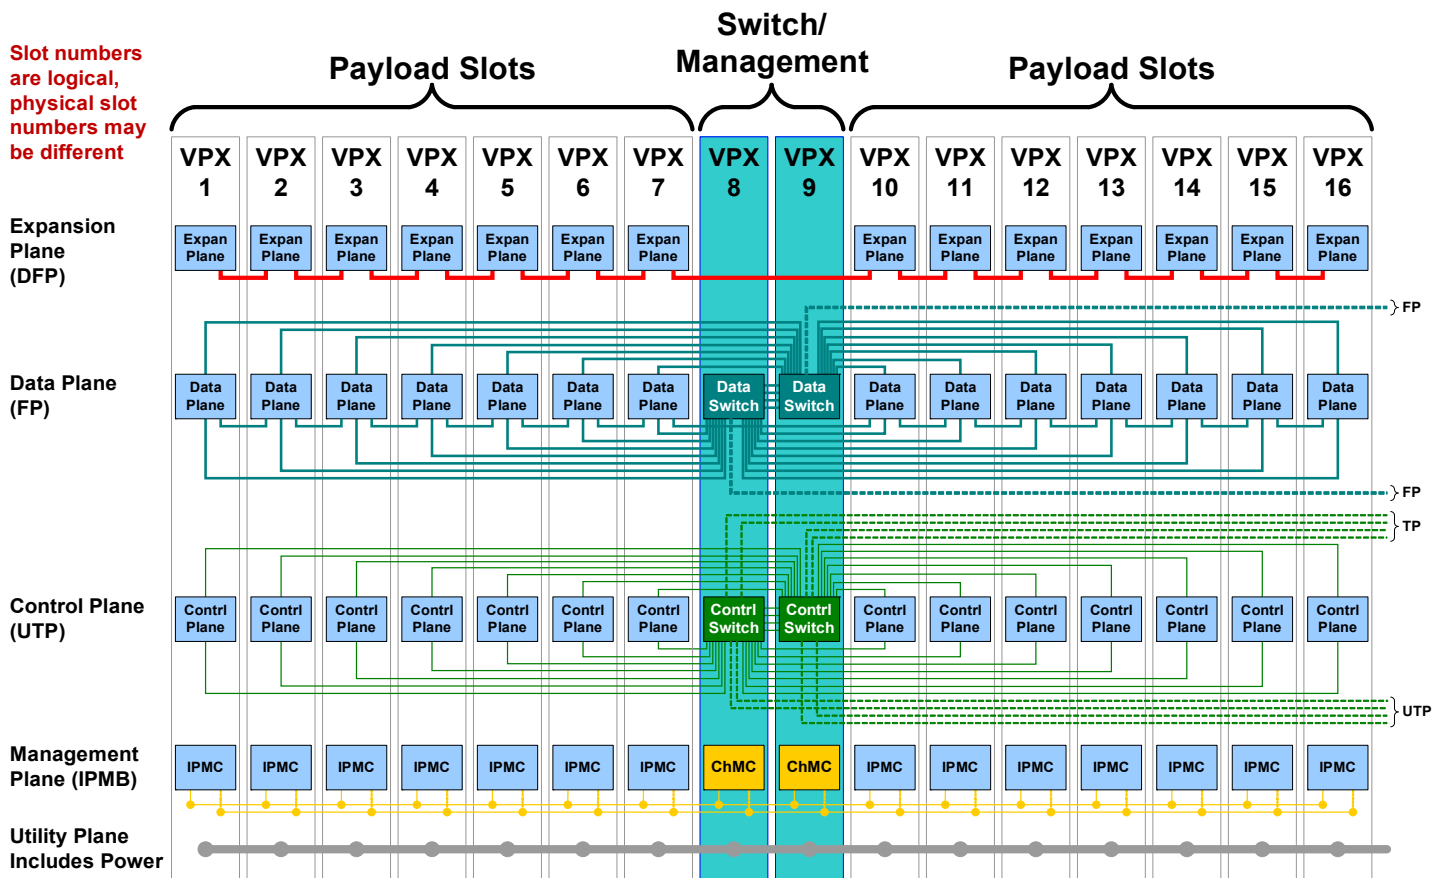 Switch/
Management
Payload Slots
Payload Slots
Slot numbers
are logical,
physical slot
numbers may
be different
VPX VPX VPX VPX VPX VPX VPX VPX VPX VPX VPX VPX VPX VPX VPX VPX
1 2 3 4 5 6 7 8 9 10 11 12 13 14 15 16
Expansion
Plane
(DFP)
Expan Expan Expan Expan Expan Expan Expan Expan Expan Expan Expan Expan Expan Expan
Plane Plane Plane Plane Plane Plane Plane Plane Plane Plane Plane Plane Plane Plane
FP
Data Plane
(FP)
Data Data Data Data Data Data Data Data Data Data Data Data Data Data Data Data
Plane Plane Plane Plane Plane Plane Plane Switch Switch Plane Plane Plane Plane Plane Plane Plane
FP
TP
Control Plane
(UTP)
Contrl Contrl Contrl Contrl Contrl Contrl Contrl Contrl Contrl Contrl Contrl Contrl Contrl Contrl Contrl Contrl
Plane Plane Plane Plane Plane Plane Plane Switch Switch Plane Plane Plane Plane Plane Plane Plane
UTP
Management
Plane (IPMB)
IPMC IPMC IPMC IPMC IPMC IPMC IPMC ChMC ChMC IPMC IPMC IPMC IPMC IPMC IPMC IPMC
Utility Plane
Includes Power